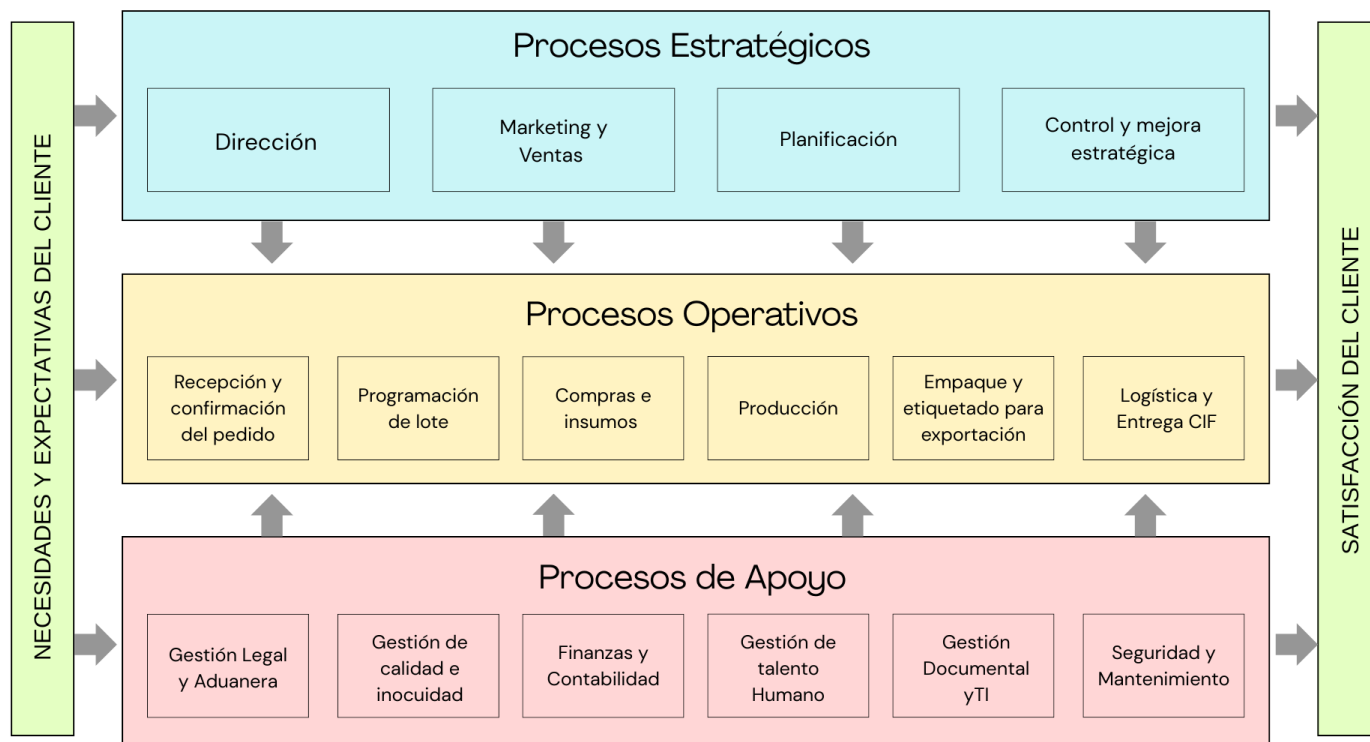 NECESIDADES Y EXPECTATIVAS DEL CLIENTE
Procesos Estratégicos
Dirección
Marketing y
Ventas
Planificación
Control y mejora
estratégica
Procesos Operativos
Recepción y
confirmación
del pedido
Programación
de lote
Compras e
insumos
Producción
Empaque y
etiquetado para
exportación
Logística y
Entrega CIF
Procesos de Apoyo
Gestión Legal
y Aduanera
Gestión de
calidad e
inocuidad
Finanzas y
Contabilidad
Gestión de
talento
Humano
Gestión
Documental
yTI
Seguridad y
Mantenimiento
SATISFACCIÓN DEL CLIENTE